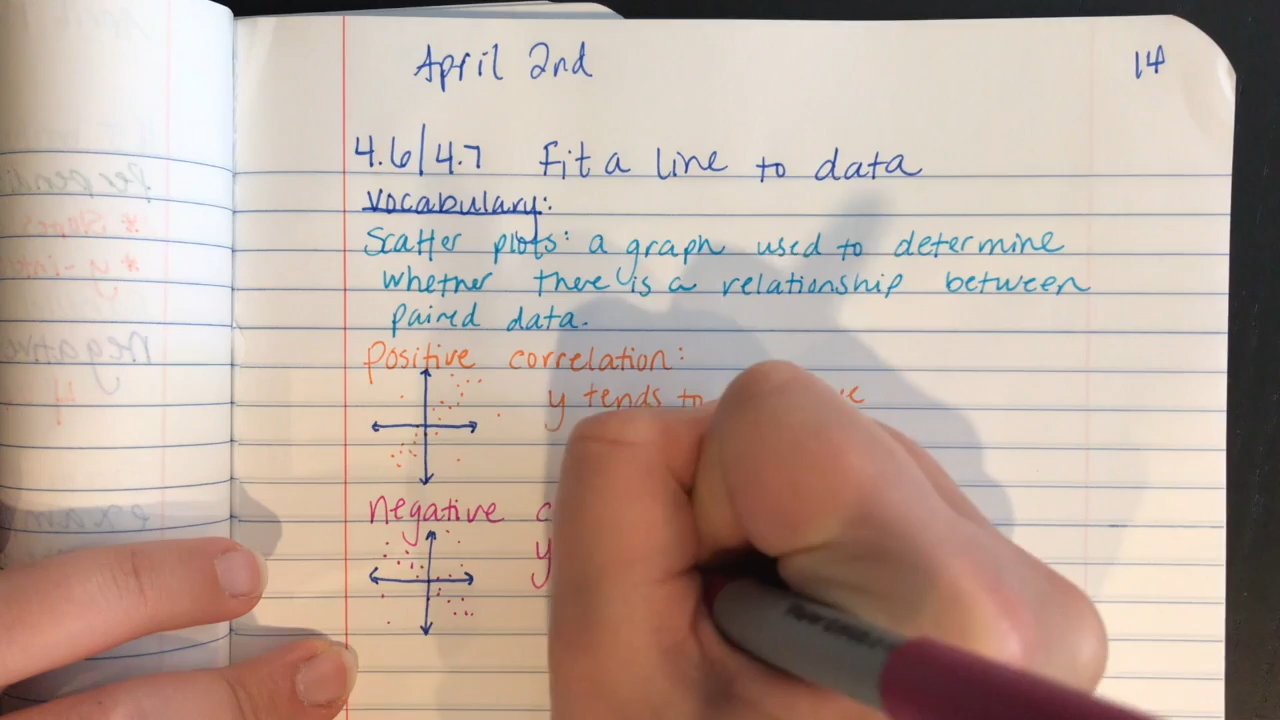 April 2nd
14
4.6/4.7 Fit a line to data
Vocabulary:
Scatter plots: a graph used to determine
whether there is a relationship between
paired data.
positive correlation:
y tends to
negative
y